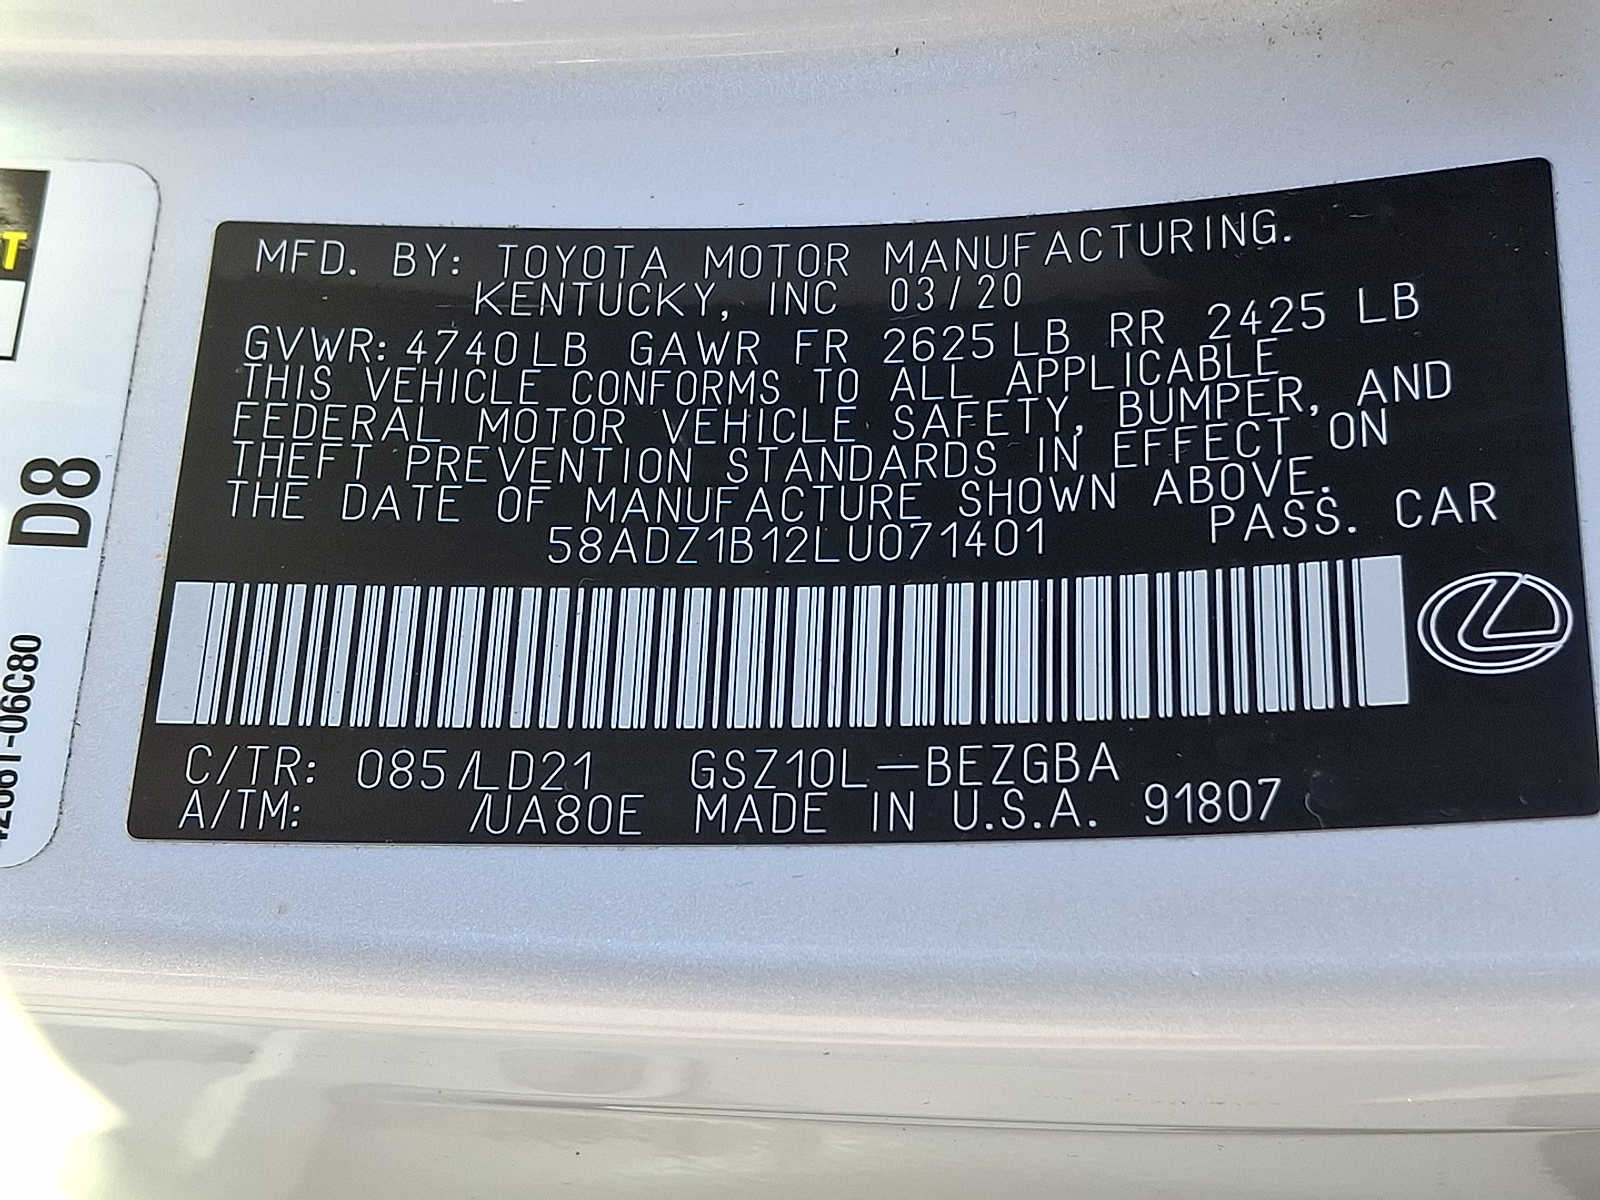 MFD. BY: TOYOTA MOTOR MANUFACTURING.
KENTUCKY, INC 03/20
GVWR: 4740LB GAWR FR 2625LB RR 2425 LB
THIS VEHICLE CONFORMS TO ALL APPLICABLE
FEDERAL MOTOR VEHICLE SAFETY, BUMPER, AND
THEFT PREVENTION STANDARDS IN EFFECT ON
THE DATE OF MANUFACTURE SHOWN ABOVE.
58ADZ1B12LU071401 PASS. CAR
C/TR: 085/LD21 GSZ10L-BEZGBA
A/TM: /UA80E MADE IN U.S.A. 91807
D8